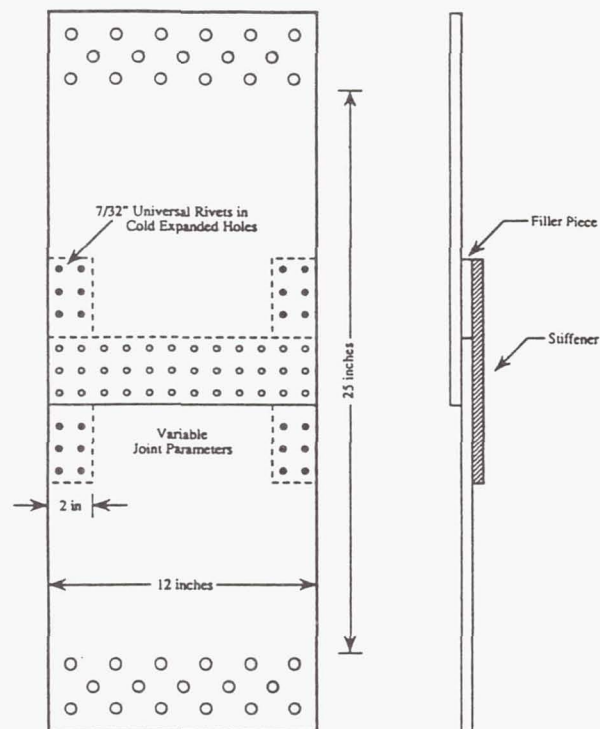 7/32" Universal Rivets in
Cold Expanded Holes
Filler Piece
Stiffener
25 inches
Variable
Joint Parameters
2 in
12 inches